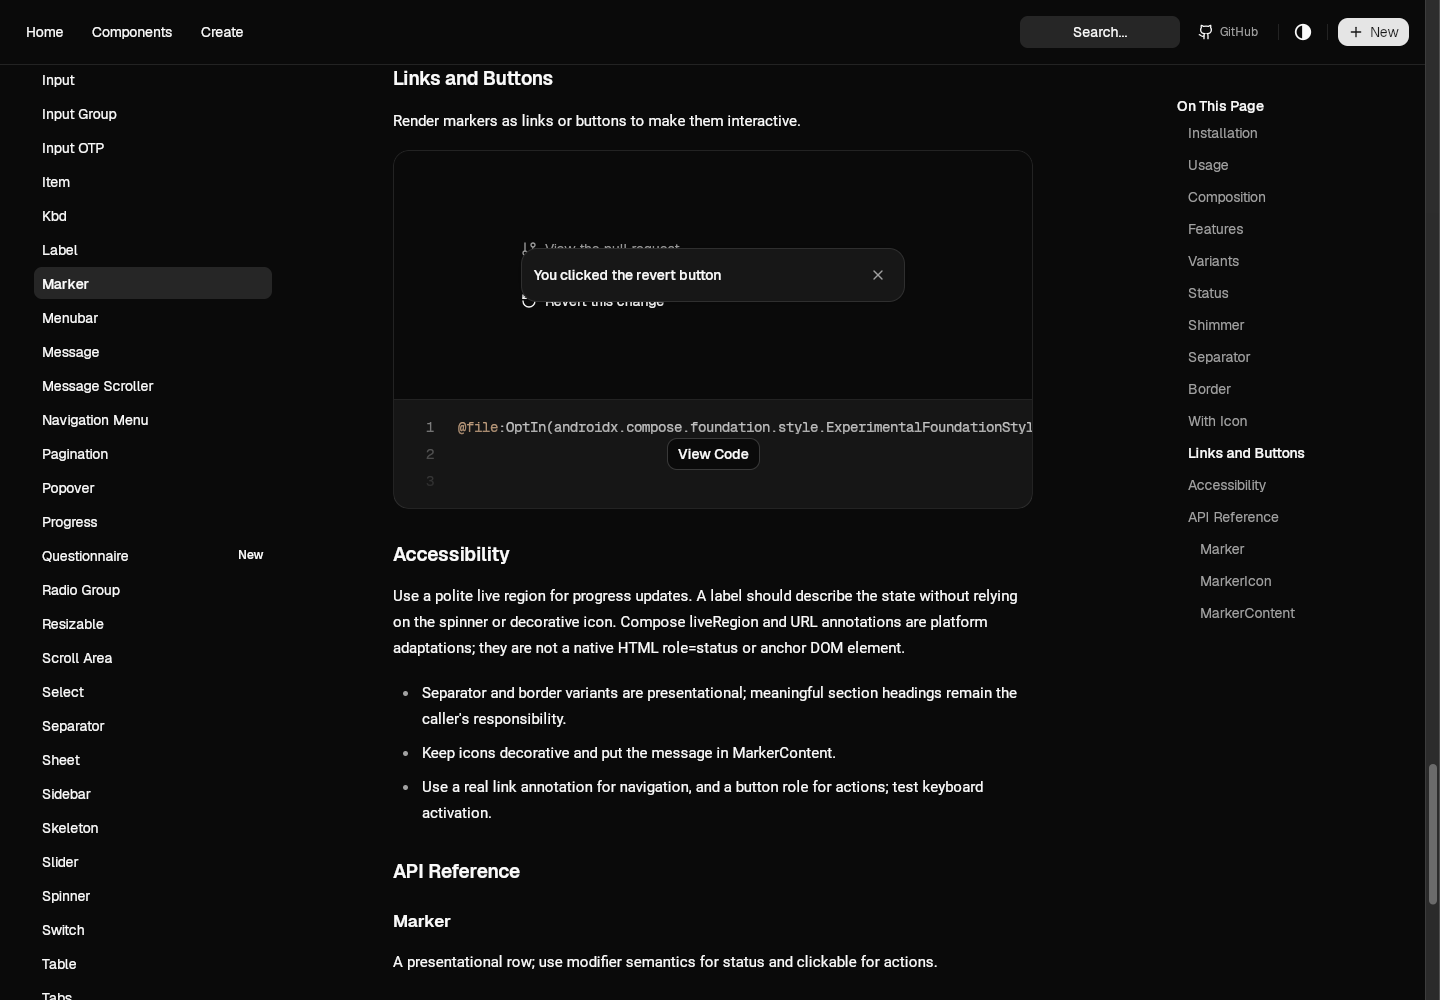 Home
Components
Create
Search...
GitHub
New
Input
Input Group
Input OTP
Item
Kbd
Label
Marker
Menubar
Message
Message Scroller
Navigation Menu
Pagination
Popover
Progress
Questionnaire
New
Radio Group
Resizable
Scroll Area
Select
Separator
Sheet
Sidebar
Skeleton
Slider
Spinner
Switch
Table
Tabs
Links and Buttons
Render markers as links or buttons to make them interactive.
View the pull request
You clicked the revert button
Revert this change
1 @file:OptIn(androidx.compose.foundation.style.ExperimentalFoundationStyl
2
View Code
3
Accessibility
Use a polite live region for progress updates. A label should describe the state without relying
on the spinner or decorative icon. Compose liveRegion and URL annotations are platform
adaptations; they are not a native HTML role=status or anchor DOM element.
Separator and border variants are presentational; meaningful section headings remain the
caller's responsibility.
Keep icons decorative and put the message in MarkerContent.
Use a real link annotation for navigation, and a button role for actions; test keyboard
activation.
API Reference
Marker
A presentational row; use modifier semantics for status and clickable for actions.
On This Page
Installation
Usage
Composition
Features
Variants
Status
Shimmer
Separator
Border
With Icon
Links and Buttons
Accessibility
API Reference
Marker
MarkerIcon
MarkerContent